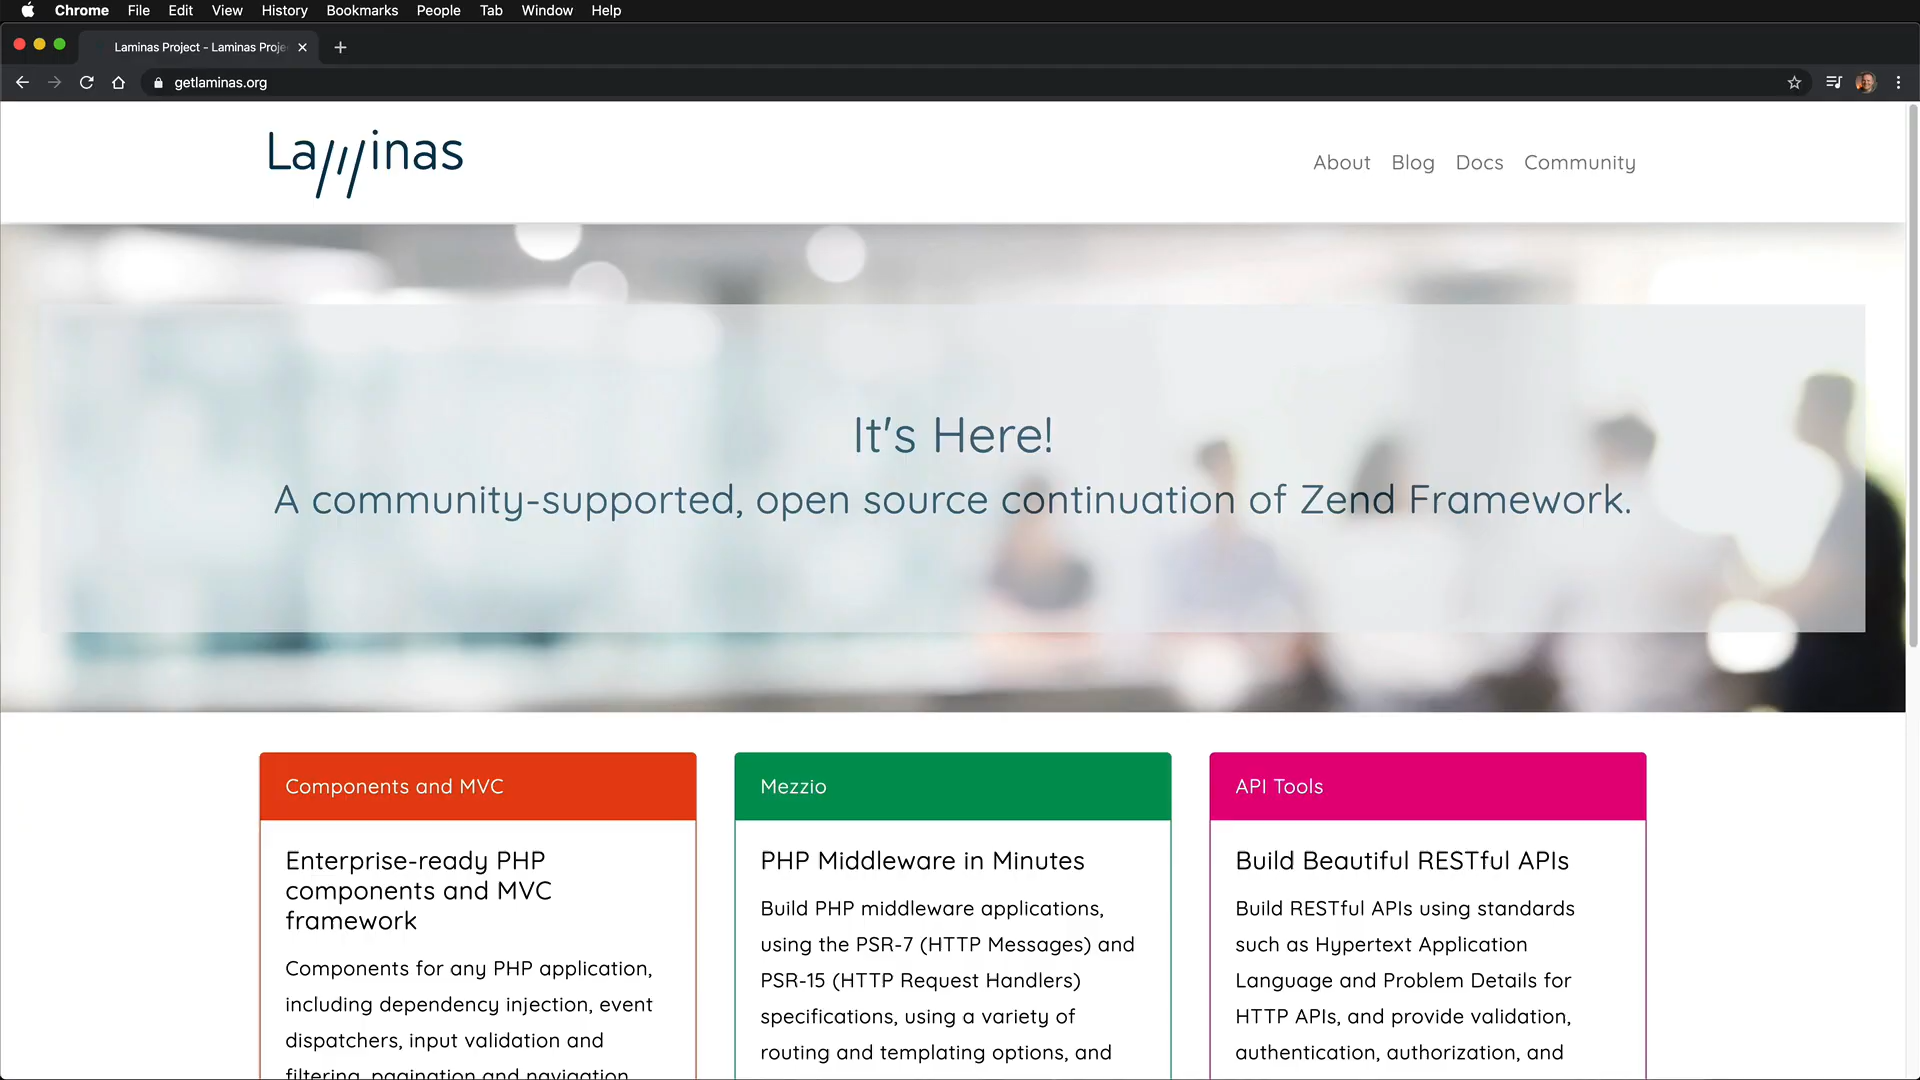 Chrome File Edit View History Bookmarks People Tab Window Help
Laminas Project - Laminas Proje
getlaminas.org
Laminas
About Blog Docs Community
It's Here!
A community-supported, open source continuation of Zend Framework.
Components and MVC
Enterprise-ready PHP
components and MVC
framework
Components for any PHP application,
including dependency injection, event
dispatchers, input validation and
filtering, pagination and navigation
Mezzio
PHP Middleware in Minutes
Build PHP middleware applications,
using the PSR-7 (HTTP Messages) and
PSR-15 (HTTP Request Handlers)
specifications, using a variety of
routing and templating options, and
API Tools
Build Beautiful RESTful APIs
Build RESTful APIs using standards
such as Hypertext Application
Language and Problem Details for
HTTP APIs, and provide validation,
authentication, authorization, and